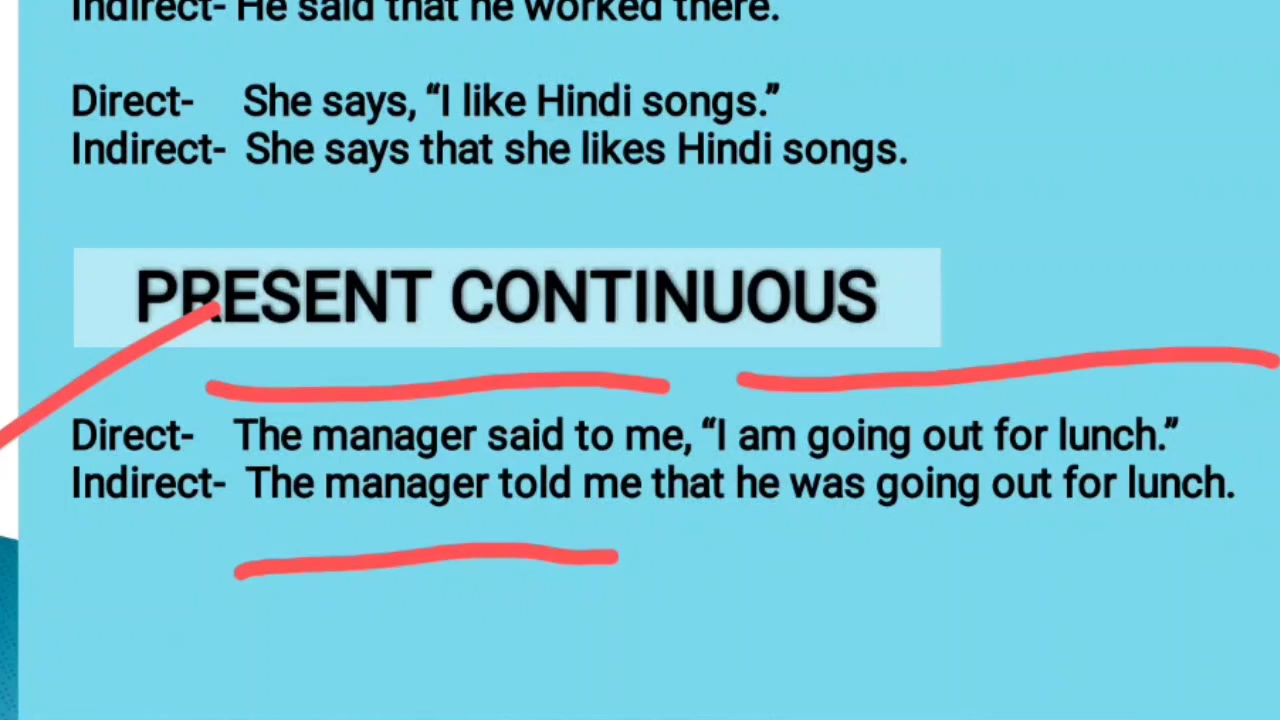 Indirect- He said that he worked there.
Direct- She says, “I like Hindi songs.”
Indirect- She says that she likes Hindi songs.
PRESENT CONTINUOUS
Direct- The manager said to me, “I am going out for lunch.”
Indirect- The manager told me that he was going out for lunch.